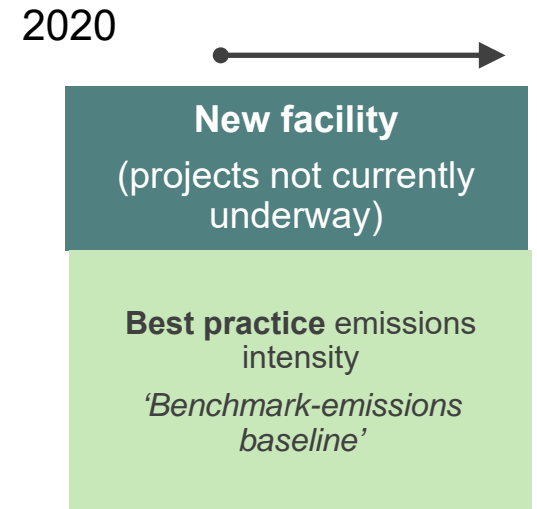 2020
New facility
(projects not currently
underway)
Best practice emissions
intensity
‘Benchmark-emissions
baseline’